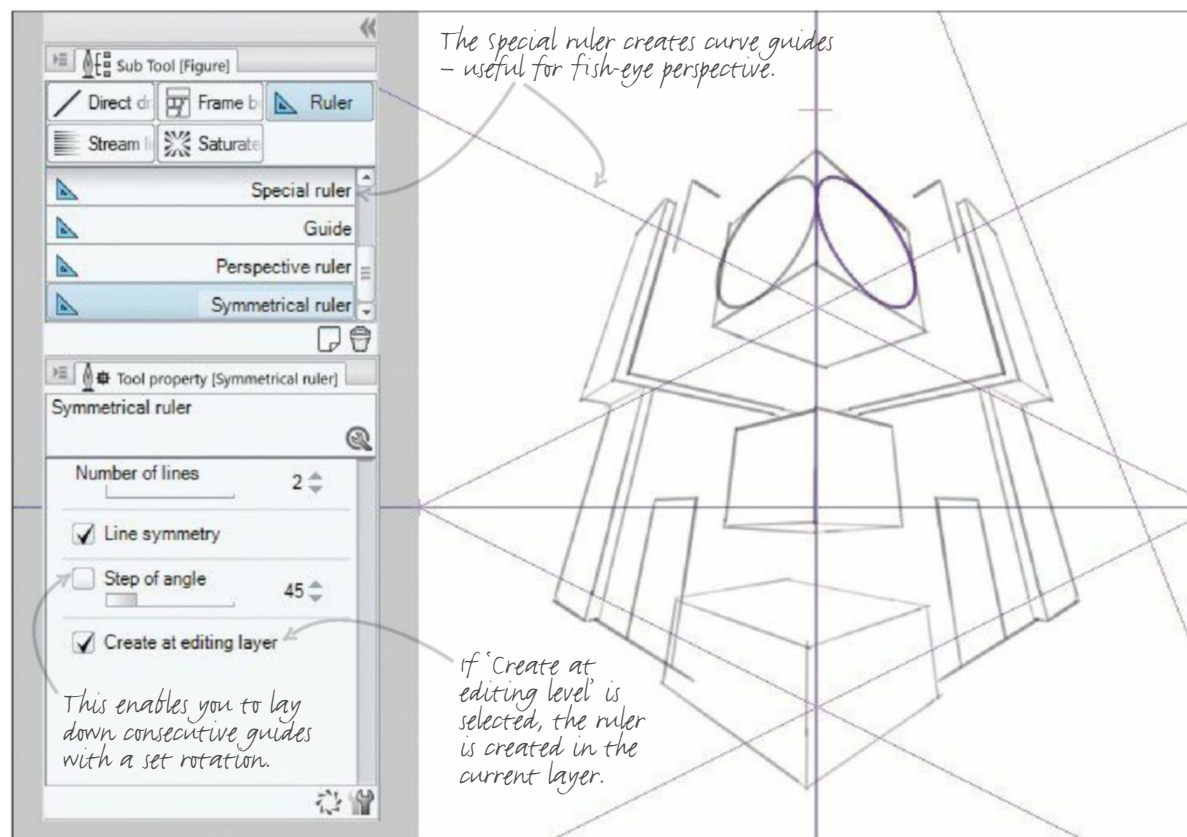 The special ruler creates curve guides
– useful for fish-eye perspective.
Sub Tool [Figure]
Direct dr
Frame b
Ruler
Stream li
Saturate
Special ruler
Guide
Perspective ruler
Symmetrical ruler
Tool property [Symmetrical ruler]
Symmetrical ruler
Number of lines 2
Line symmetry
Step of angle 45
Create at editing layer
This enables you to lay
down consecutive guides
with a set rotation.
If ‘Create at
editing level’ is
selected, the ruler
is created in the
current layer.